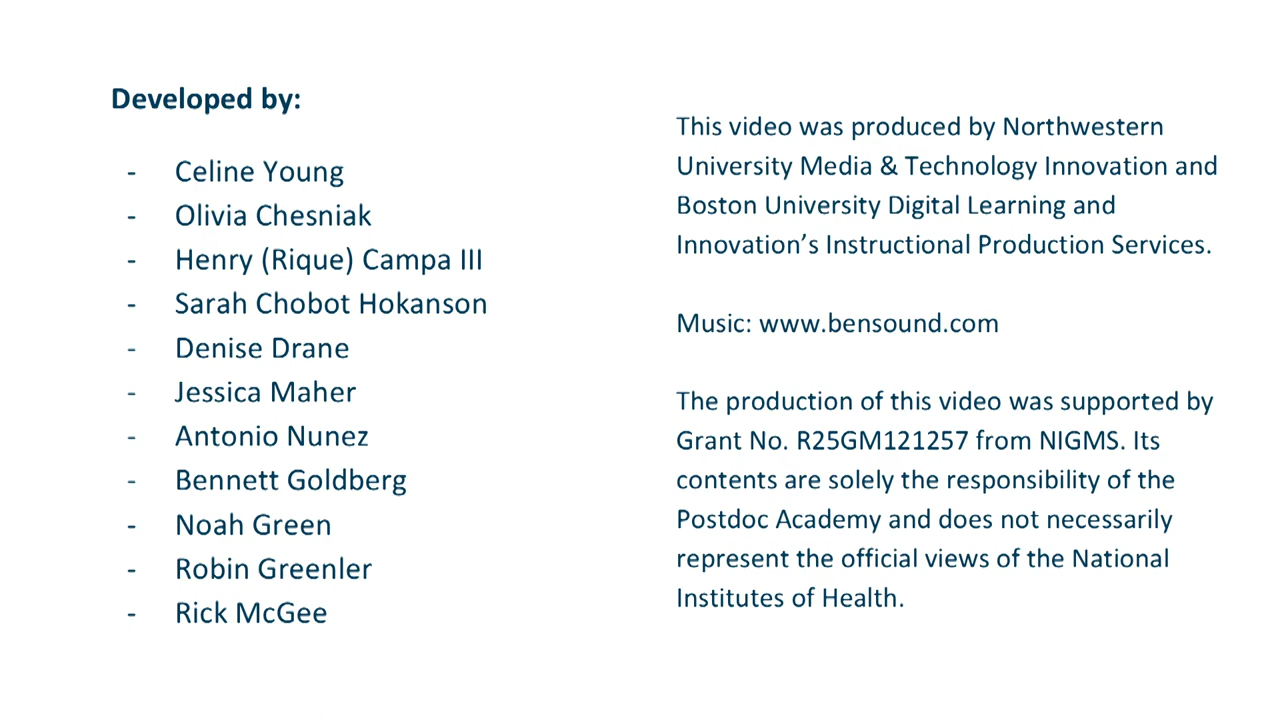 Developed by:
- Celine Young
- Olivia Chesniak
- Henry (Rique) Campa III
- Sarah Chobot Hokanson
- Denise Drane
- Jessica Maher
- Antonio Nunez
- Bennett Goldberg
- Noah Green
- Robin Greenler
- Rick McGee
This video was produced by Northwestern
University Media & Technology Innovation and
Boston University Digital Learning and
Innovation’s Instructional Production Services.
Music: www.bensound.com
The production of this video was supported by
Grant No. R25GM121257 from NIGMS. Its
contents are solely the responsibility of the
Postdoc Academy and does not necessarily
represent the official views of the National
Institutes of Health.